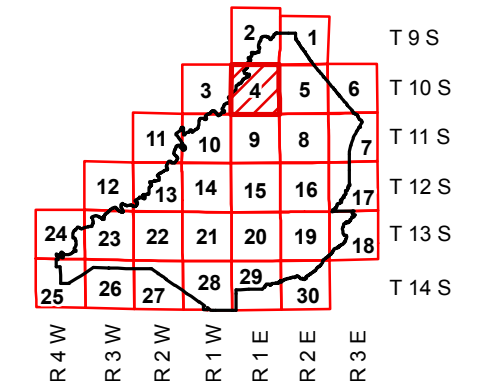 2 1 T 9 S
3 4 5 6 T 10 S
11 10 9 8 7 T 11 S
12 13 14 15 16 17 T 12 S
24 23 22 21 20 19 18 T 13 S
25 26 27 28 29 30 T 14 S
R 4 W R 3 W R 2 W R 1 W R 1 E R 2 E R 3 E